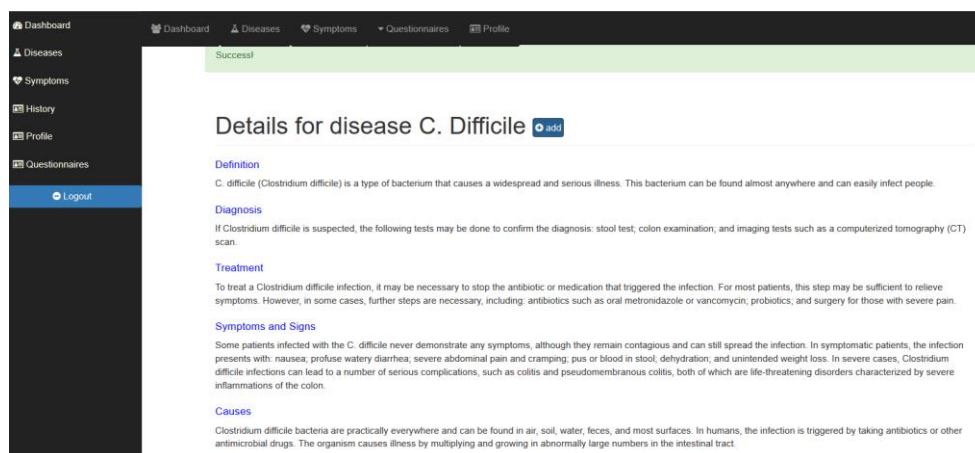 Dashboard
Diseases
Symptoms
History
Profile
Questionnaires
Logout
Dashboard Diseases Symptoms Questionnaires Profile
Success!
Details for disease C. Difficile add
Definition
C. difficile (Clostridium difficile) is a type of bacterium that causes a widespread and serious illness. This bacterium can be found almost anywhere and can easily infect people.
Diagnosis
If Clostridium difficile is suspected, the following tests may be done to confirm the diagnosis: stool test; colon examination; and imaging tests such as a computerized tomography (CT)
scan.
Treatment
To treat a Clostridium difficile infection, it may be necessary to stop the antibiotic or medication that triggered the infection. For most patients, this step may be sufficient to relieve
symptoms. However, in some cases, further steps are necessary, including: antibiotics such as oral metronidazole or vancomycin; probiotics; and surgery for those with severe pain.
Symptoms and Signs
Some patients infected with the C. difficile never demonstrate any symptoms, although they remain contagious and can still spread the infection. In symptomatic patients, the infection
presents with: nausea; profuse watery diarrhea; severe abdominal pain and cramping; pus or blood in stool; dehydration; and unintended weight loss. In severe cases, Clostridium
difficile infections can lead to a number of serious complications, such as colitis and pseudomembranous colitis, both of which are life-threatening disorders characterized by severe
inflammations of the colon.
Causes
Clostridium difficile bacteria are practically everywhere and can be found in air, soil, water, feces, and most surfaces. In humans, the infection is triggered by taking antibiotics or other
antimicrobial drugs. The organism causes illness by multiplying and growing in abnormally large numbers in the intestinal tract.